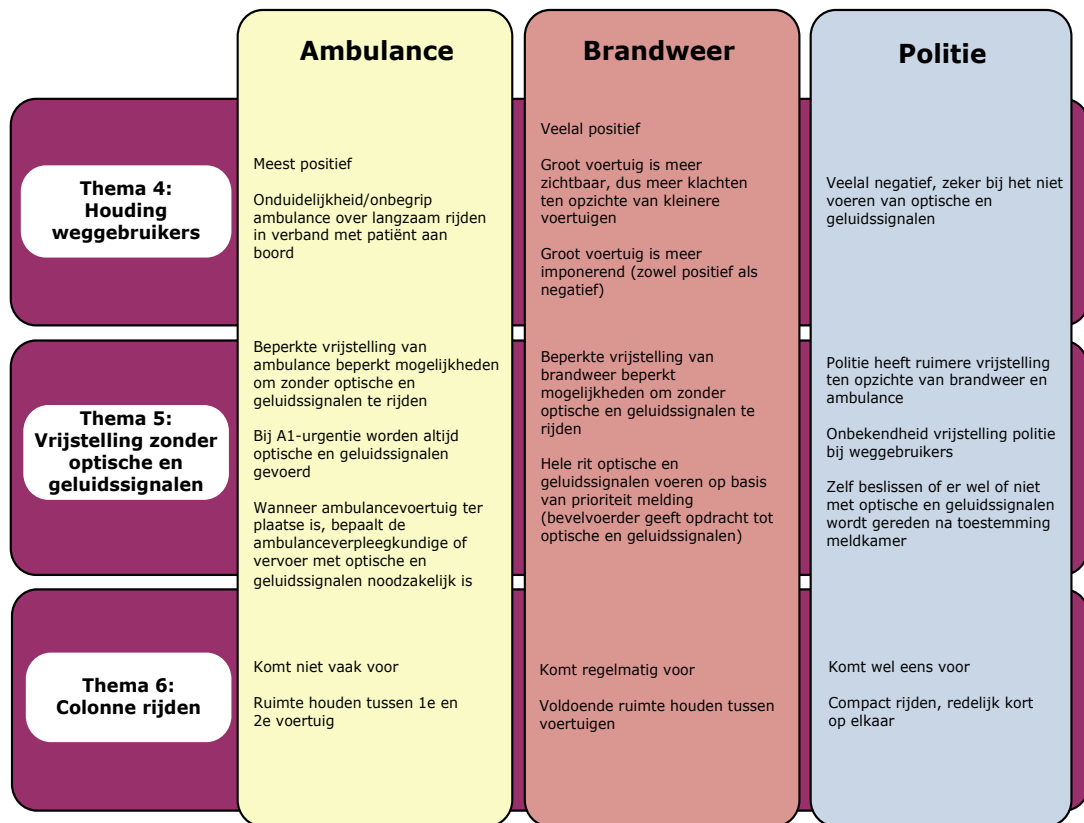 Ambulance
Brandweer
Politie
Thema 4:
Houding
weggebruikers
Meest positief
Onduidelijkheid/onbegrip
ambulance over langzaam rijden
in verband met patiënt aan
boord
Veelal positief
Groot voertuig is meer
zichtbaar, dus meer klachten
ten opzichte van kleinere
voertuigen
Groot voertuig is meer
imponerend (zowel positief als
negatief)
Veelal negatief, zeker bij het niet
voeren van optische en
geluidssignalen
Thema 5:
Vrijstelling zonder
optische en
geluidssignalen
Beperkte vrijstelling van
ambulance beperkt mogelijkheden
om zonder optische en
geluidssignalen te rijden
Bij A1-urgentie worden altijd
optische en geluidssignalen
gevoerd
Wanneer ambulancevoertuig ter
plaatse is, bepaalt de
ambulanceverpleegkundige of
vervoer met optische en
geluidssignalen noodzakelijk is
Beperkte vrijstelling van
brandweer beperkt
mogelijkheden om zonder
optische en geluidssignalen te
rijden
Hele rit optische en
geluidssignalen voeren op basis
van prioriteit melding
(bevelvoerder geeft opdracht tot
optische en geluidssignalen)
Politie heeft ruimere vrijstelling
ten opzichte van brandweer en
ambulance
Onbekendheid vrijstelling politie
bij weggebruikers
Zelf beslissen of er wel of niet
met optische en geluidssignalen
wordt gereden na toestemming
meldkamer
Thema 6:
Colonne rijden
Komt niet vaak voor
Ruimte houden tussen 1e en
2e voertuig
Komt regelmatig voor
Voldoende ruimte houden tussen
voertuigen
Komt wel eens voor
Compact rijden, redelijk kort
op elkaar